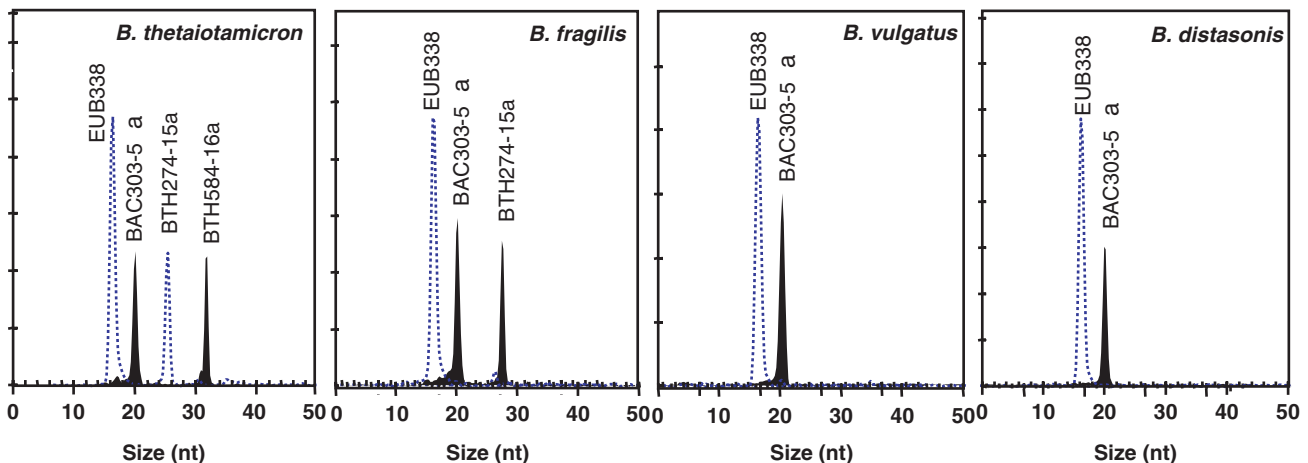 B. thetaiotamicron
EUB338
BAC303-5 a
BTH274-15a
BTH584-16a
0 10 20 30 40 50
Size (nt)
B. fragilis
EUB338
BAC303-5 a
BTH274-15a
0 10 20 30 40 50
Size (nt)
B. vulgatus
EUB338
BAC303-5 a
0 10 20 30 40 50
Size (nt)
B. distasonis
EUB338
BAC303-5 a
10 20 30 40 50
Size (nt)